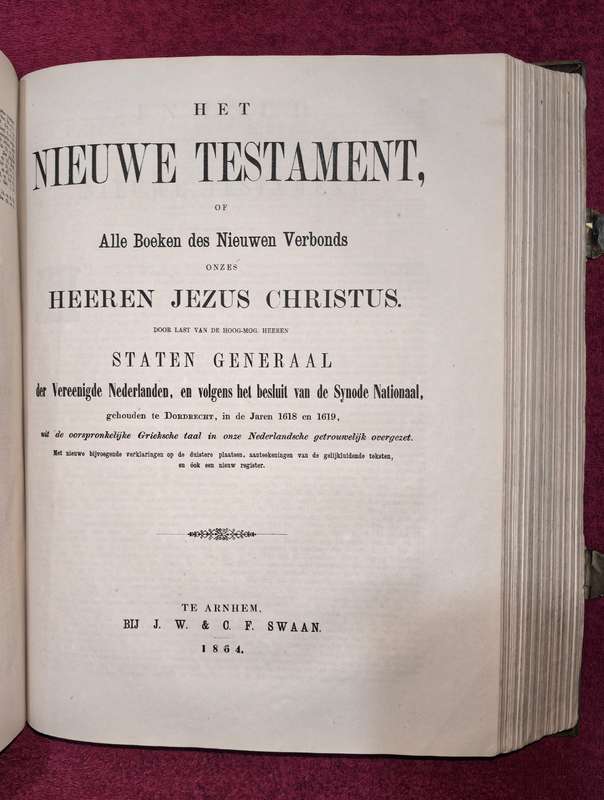 HET
NIEUWE TESTAMENT,
OF
Alle Boeken des Nieuwen Verbonds
ONZES
HEEREN JEZUS CHRISTUS.
DOOR LAST VAN DE HOOG-MOG. HEEREN
STATEN GENERAAL
der Vereenigde Nederlanden, en volgens het besluit van de Synode Nationaal,
gehouden te DORDRECHT, in de Jaren 1618 en 1619,
uit de oorspronkelijke Grieksche taal in onze Nederlandsche getrouwelijk overgezet.
Met nieuwe bijvoegende verklaringen op de duistere plaatsen, aanteekeningen van de gelijkluidende teksten,
en óok een nieuw register.
TE ARNHEM,
BIJ J. W. & C. F. SWAAN.
1864.